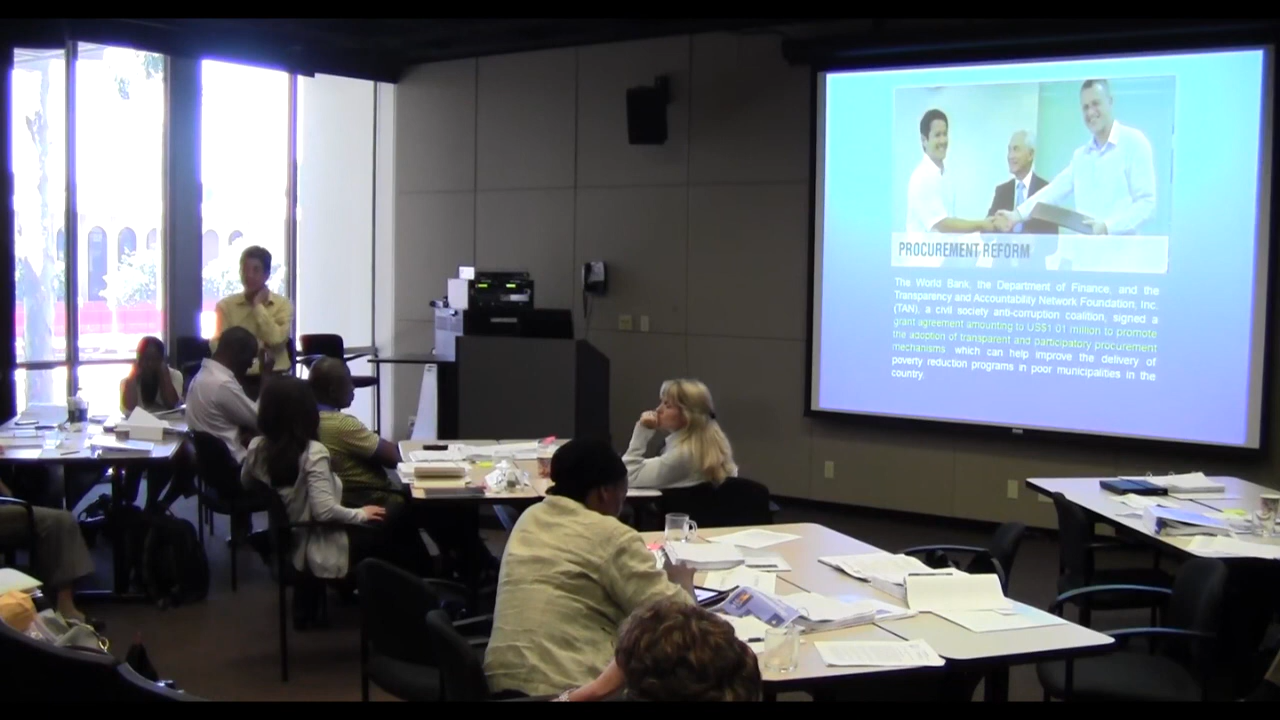 PROCUREMENT REFORM
The World Bank, the Department of Finance, and the
Transparency and Accountability Network Foundation, Inc.
(TAN), a civil society anti-corruption coalition, signed a
grant agreement amounting to US$1.01 million to promote
the adoption of transparent and participatory procurement
mechanisms, which can help improve the delivery of
poverty reduction programs in poor municipalities in the
country.